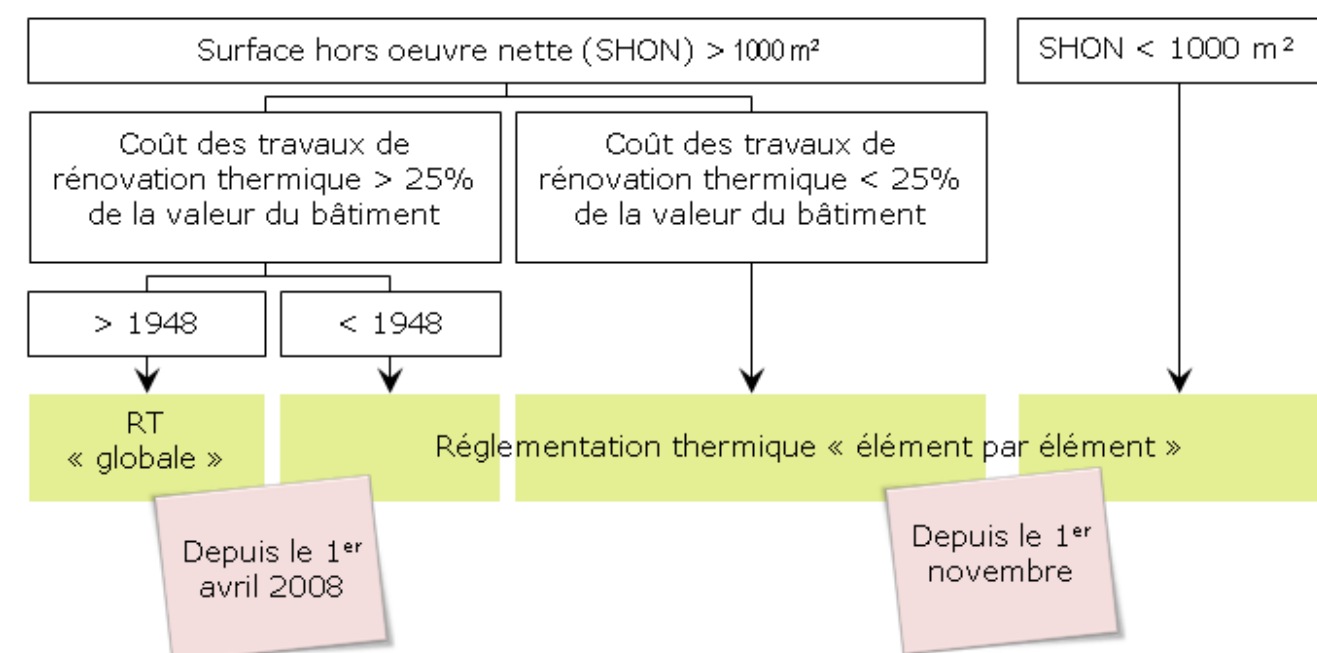 Surface hors oeuvre nette (SHON) > 1000 m²
SHON < 1000 m²
Coût des travaux de
rénovation thermique > 25%
de la valeur du bâtiment
Coût des travaux de
rénovation thermique < 25%
de la valeur du bâtiment
> 1948
< 1948
RT
« globale »
Réglementation thermique « élément par élément »
Depuis le 1er
avril 2008
Depuis le 1er
novembre